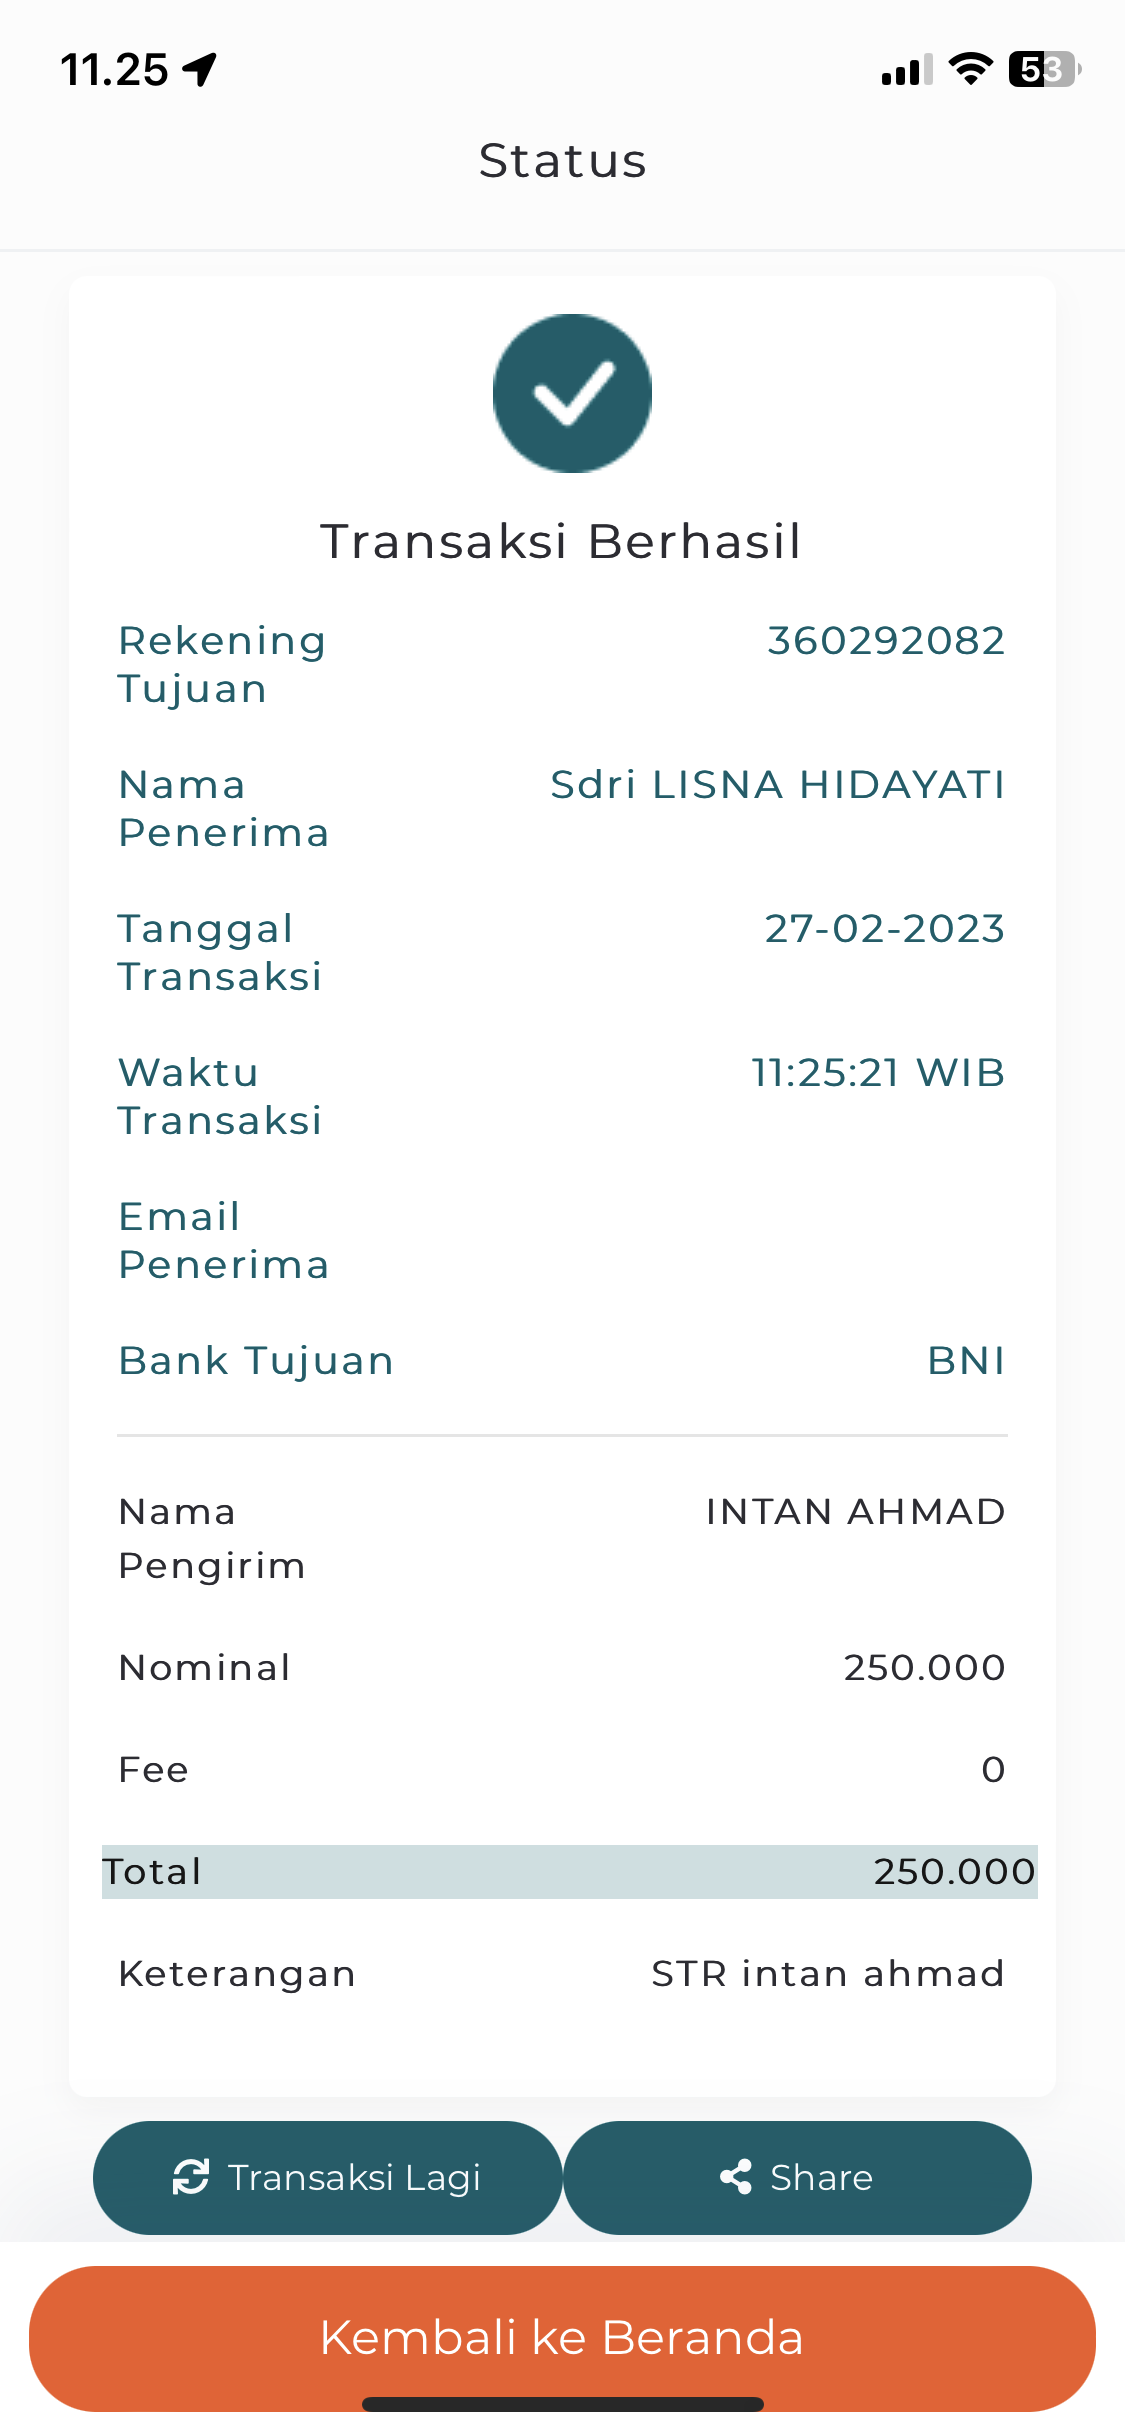 11.25
53
Status
Transaksi Berhasil
Rekening Tujuan 360292082
Nama Penerima Sdri LISNA HIDAYATI
Tanggal Transaksi 27-02-2023
Waktu Transaksi 11:25:21 WIB
Email Penerima
Bank Tujuan BNI
Nama Pengirim INTAN AHMAD
Nominal 250.000
Fee 0
Total 250.000
Keterangan STR intan ahmad
Transaksi Lagi Share
Kembali ke Beranda